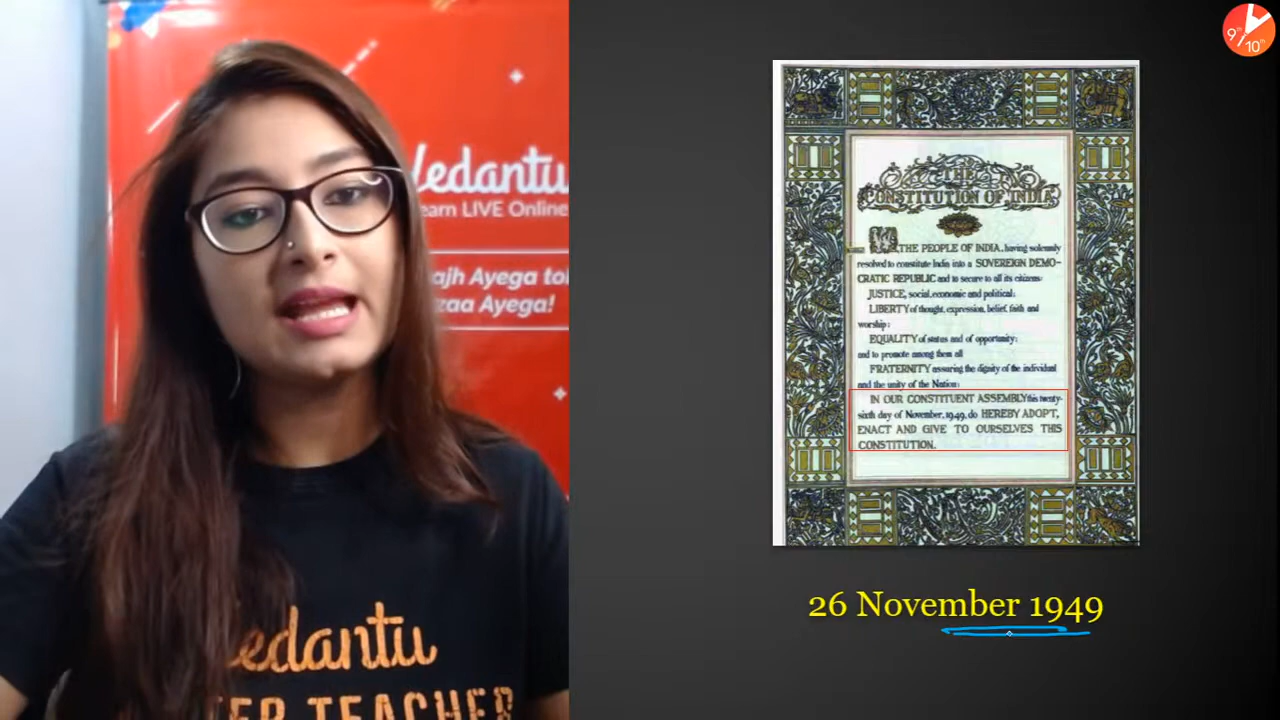 Vedantu
earn LIVE Online
ajh Ayega toh
zaa Ayega!
Vedantu
TER TEACHER
9th
10th
THE
CONSTITUTION OF INDIA
WE, THE PEOPLE OF INDIA, having solemnly
resolved to constitute India into a SOVEREIGN DEMO-
CRATIC REPUBLIC and to secure to all its citizens:
JUSTICE, social, economic and political;
LIBERTY of thought, expression, belief, faith and
worship;
EQUALITY of status and of opportunity;
and to promote among them all
FRATERNITY assuring the dignity of the individual
and the unity of the Nation;
IN OUR CONSTITUENT ASSEMBLY this twenty-
sixth day of November, 1949, do HEREBY ADOPT,
ENACT AND GIVE TO OURSELVES THIS
CONSTITUTION.
26 November 1949